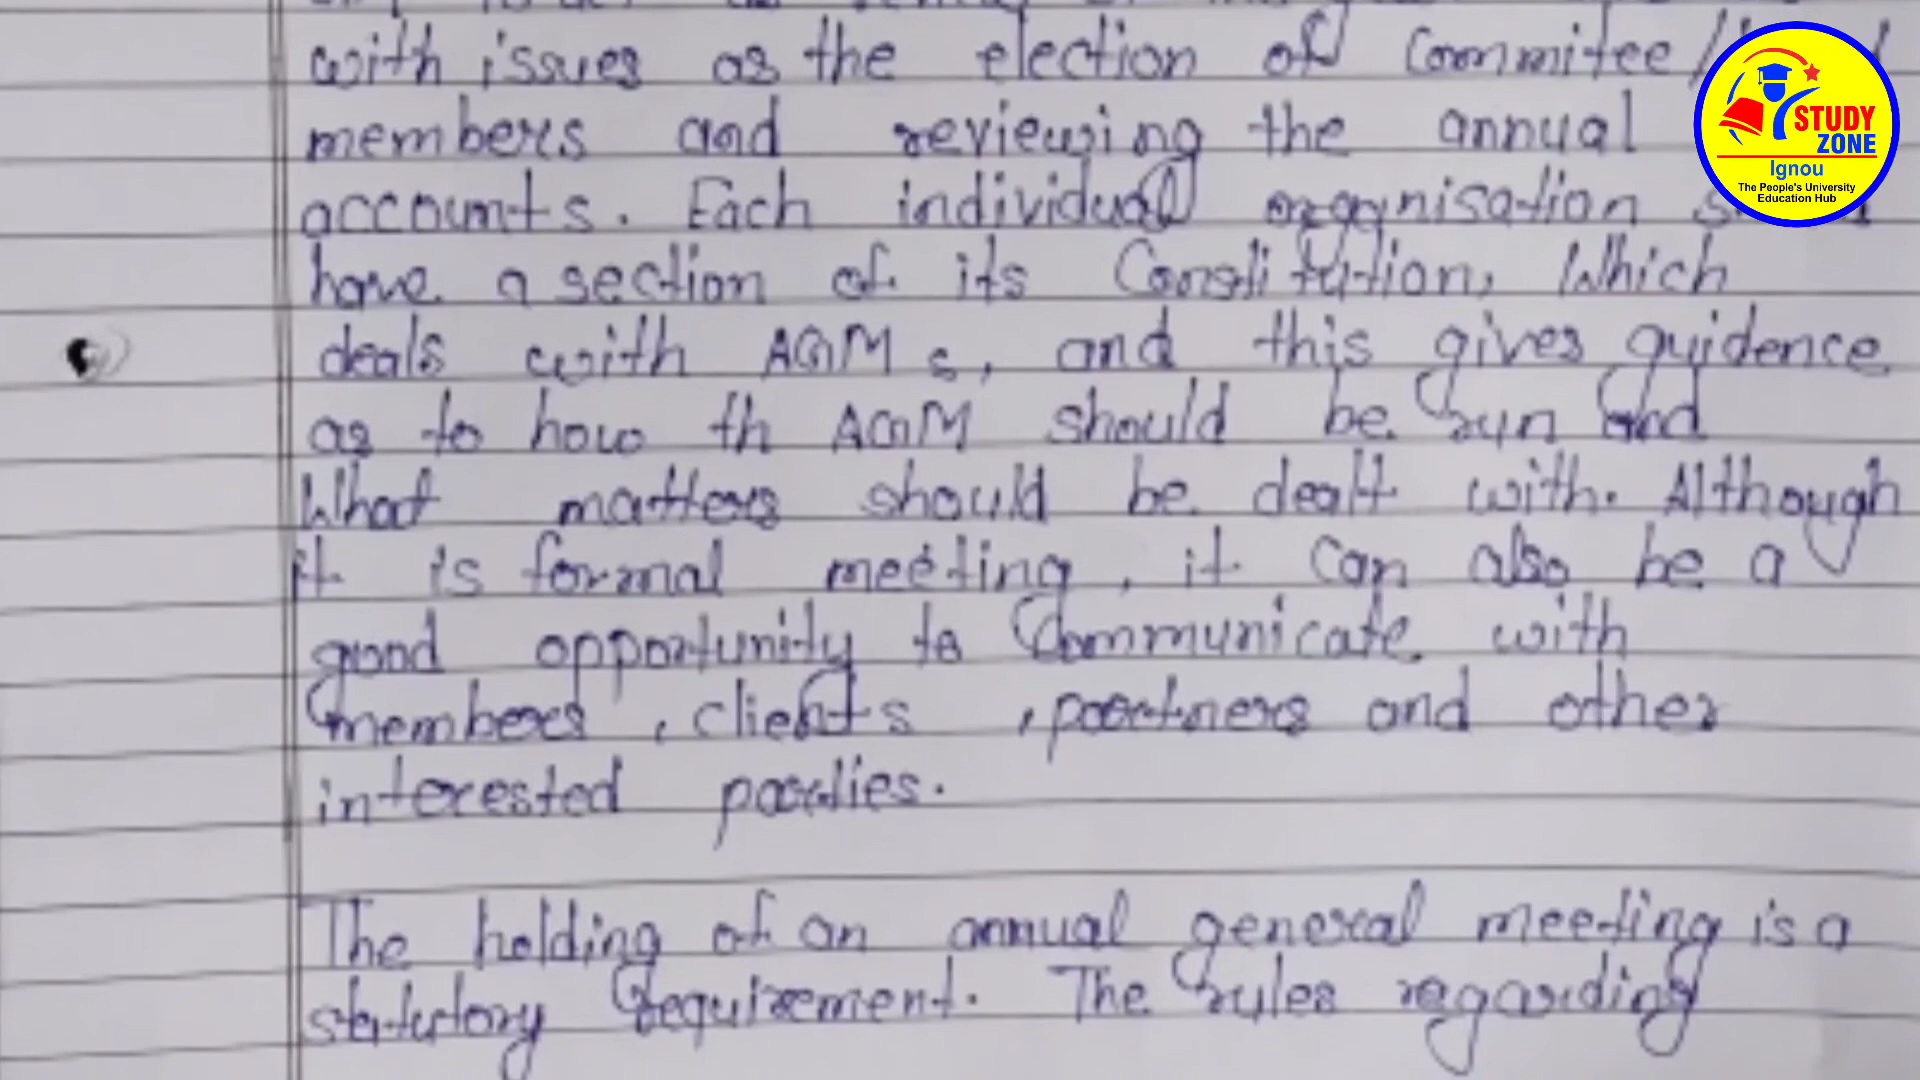 with issues as the election of Commitee/
members and reviewing the annual
accounts. Each individual organisation
have a section of its Constitution, Which
deals with AGM s, and this gives guidence
as to how th AGM should be run and
What matters should be dealt with. Although
it is formal meeting, it can also be a
good opportunity to Communicate with
members, clients, partners and other
interested parties.
The holding of an annual general meeting is a
statutory requirement. The rules regarding
STUDY
ZONE
Ignou
The People's University
Education Hub